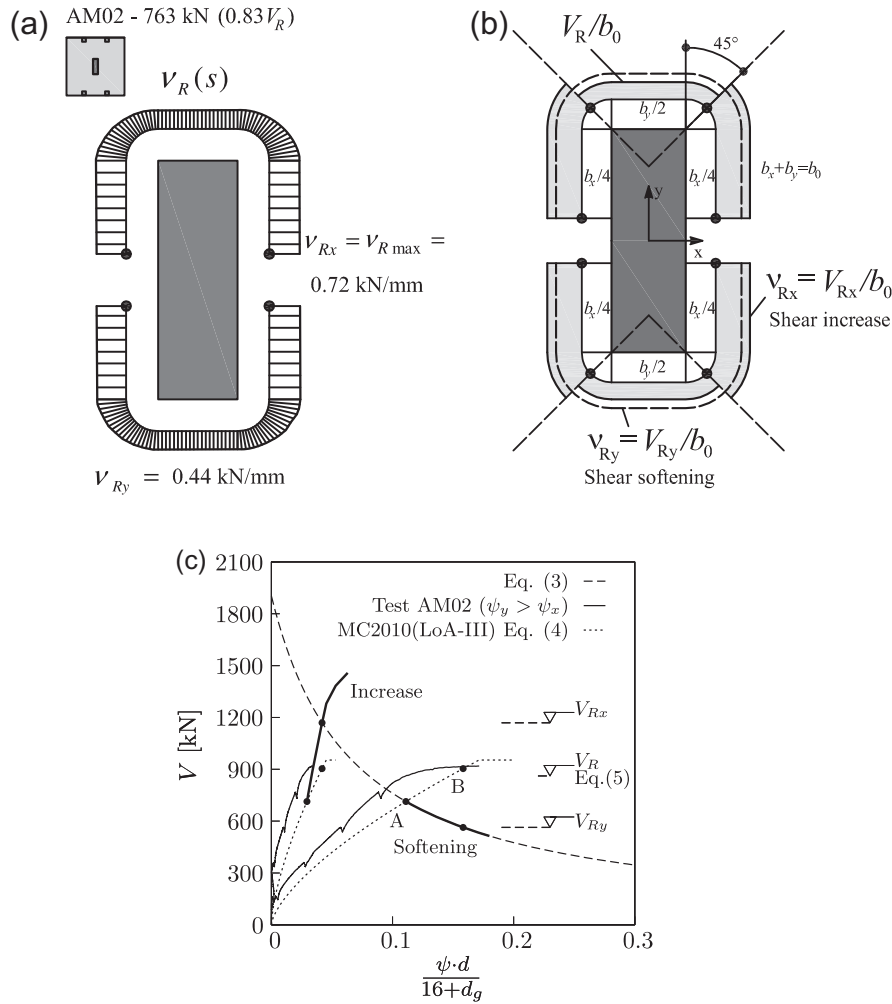 (a)
AM02 - 763 kN (0.83V_R)
ν_R(s)
ν_Rx = ν_R max =
0.72 kN/mm
ν_Ry = 0.44 kN/mm
(b)
V_R/b_0
45°
b_y/2
b_x/4
b_x/4
b_x+b_y=b_0
y
x
b_x/4
b_x/4
ν_Rx = V_Rx/b_0
Shear increase
b_y/2
ν_Ry = V_Ry/b_0
Shear softening
(c)
2100
1800
1500
1200
900
600
300
0
V [kN]
Eq. (3)
Test AM02 (ψ_y > ψ_x)
MC2010(LoA-III) Eq. (4)
Increase
V_Rx
V_R
Eq.(5)
V_Ry
A
B
Softening
0
0.1
0.2
0.3
ψ·d
16+d_g